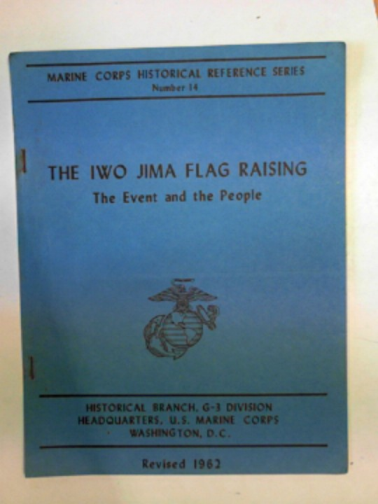 MARINE CORPS HISTORICAL REFERENCE SERIES
Number 14
THE IWO JIMA FLAG RAISING
The Event and the People
HISTORICAL BRANCH, G-3 DIVISION
HEADQUARTERS, U.S. MARINE CORPS
WASHINGTON, D.C.
Revised 1962